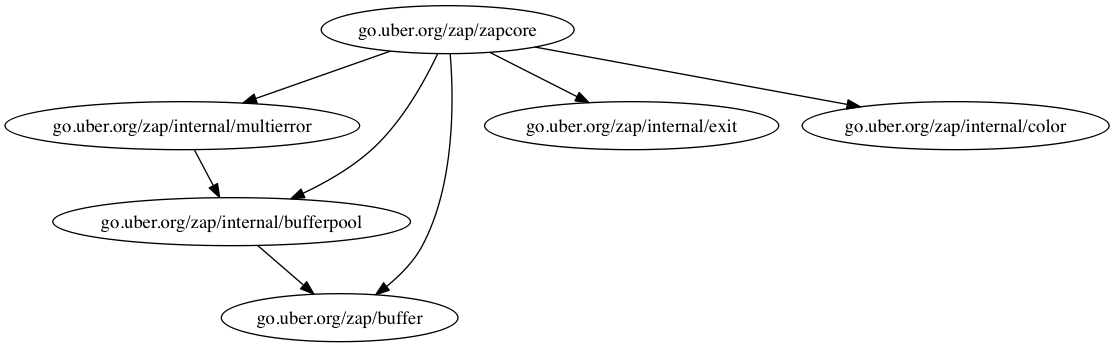 go.uber.org/zap/zapcore
go.uber.org/zap/internal/multierror
go.uber.org/zap/internal/exit
go.uber.org/zap/internal/color
go.uber.org/zap/internal/bufferpool
go.uber.org/zap/buffer